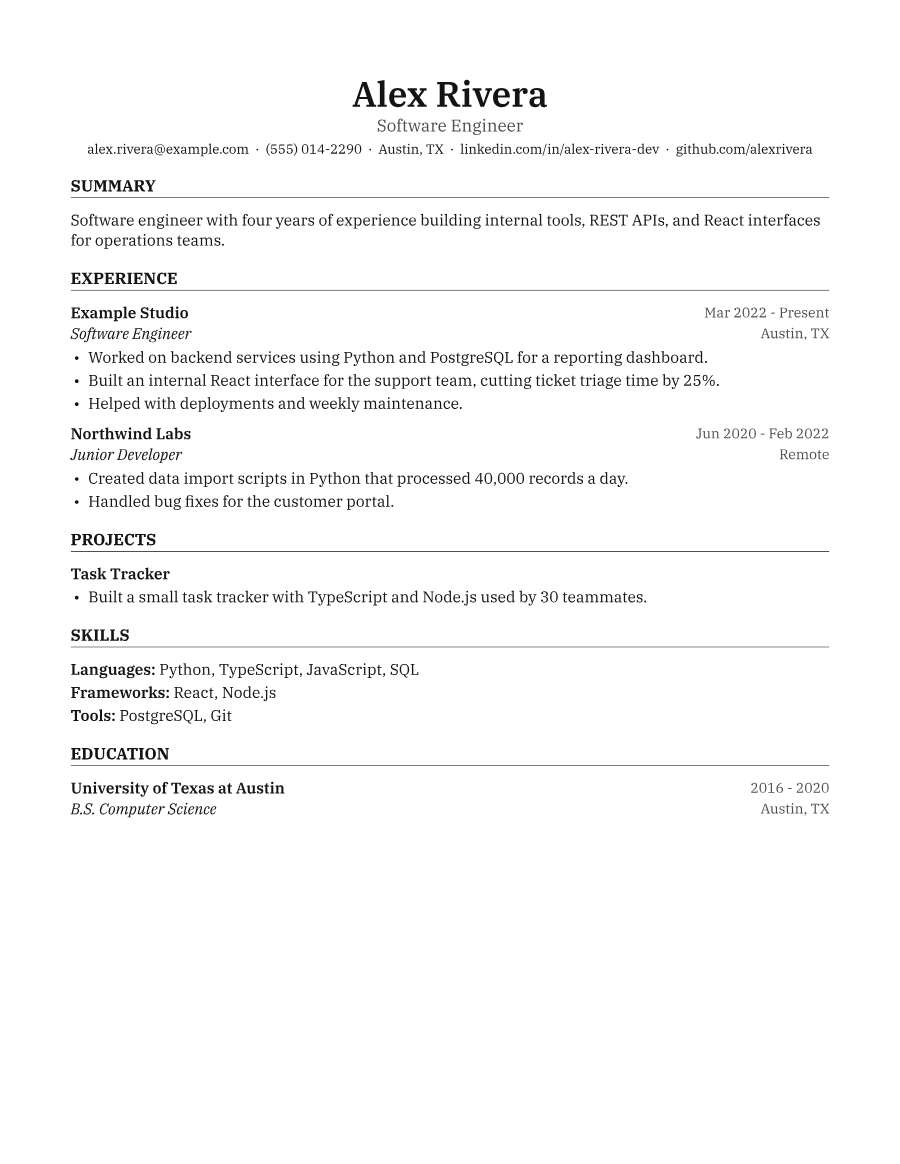 Alex Rivera
Software Engineer
alex.rivera@example.com · (555) 014-2290 · Austin, TX · linkedin.com/in/alex-rivera-dev · github.com/alexrivera
SUMMARY
Software engineer with four years of experience building internal tools, REST APIs, and React interfaces
for operations teams.
EXPERIENCE
Example Studio Mar 2022 - Present
Software Engineer Austin, TX
• Worked on backend services using Python and PostgreSQL for a reporting dashboard.
• Built an internal React interface for the support team, cutting ticket triage time by 25%.
• Helped with deployments and weekly maintenance.
Northwind Labs Jun 2020 - Feb 2022
Junior Developer Remote
• Created data import scripts in Python that processed 40,000 records a day.
• Handled bug fixes for the customer portal.
PROJECTS
Task Tracker
• Built a small task tracker with TypeScript and Node.js used by 30 teammates.
SKILLS
Languages: Python, TypeScript, JavaScript, SQL
Frameworks: React, Node.js
Tools: PostgreSQL, Git
EDUCATION
University of Texas at Austin 2016 - 2020
B.S. Computer Science Austin, TX